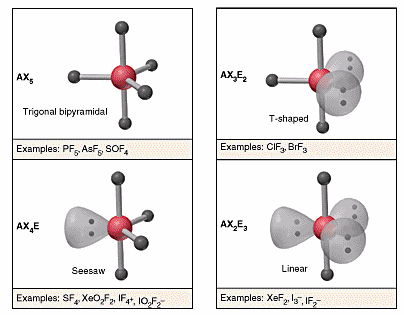 AX₅
Trigonal bipyramidal
Examples: PF₅, AsF₅, SOF₄
AX₃E₂
T-shaped
Examples: ClF₃, BrF₃
AX₄E
Seesaw
Examples: SF₄, XeO₂F₂, IF₄⁺, IO₂F₂⁻
AX₂E₃
Linear
Examples: XeF₂, I₃⁻, IF₂⁻